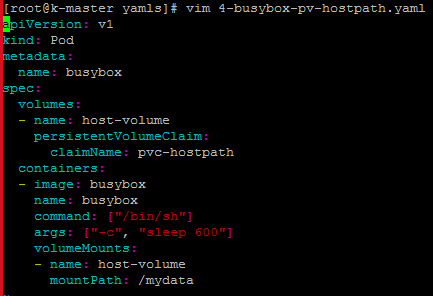 [root@k-master yamls]# vim 4-busybox-pv-hostpath.yaml
apiVersion: v1
kind: Pod
metadata:
  name: busybox
spec:
  volumes:
  - name: host-volume
    persistentVolumeClaim:
      claimName: pvc-hostpath
  containers:
  - image: busybox
    name: busybox
    command: ["/bin/sh"]
    args: ["-c", "sleep 600"]
    volumeMounts:
    - name: host-volume
      mountPath: /mydata